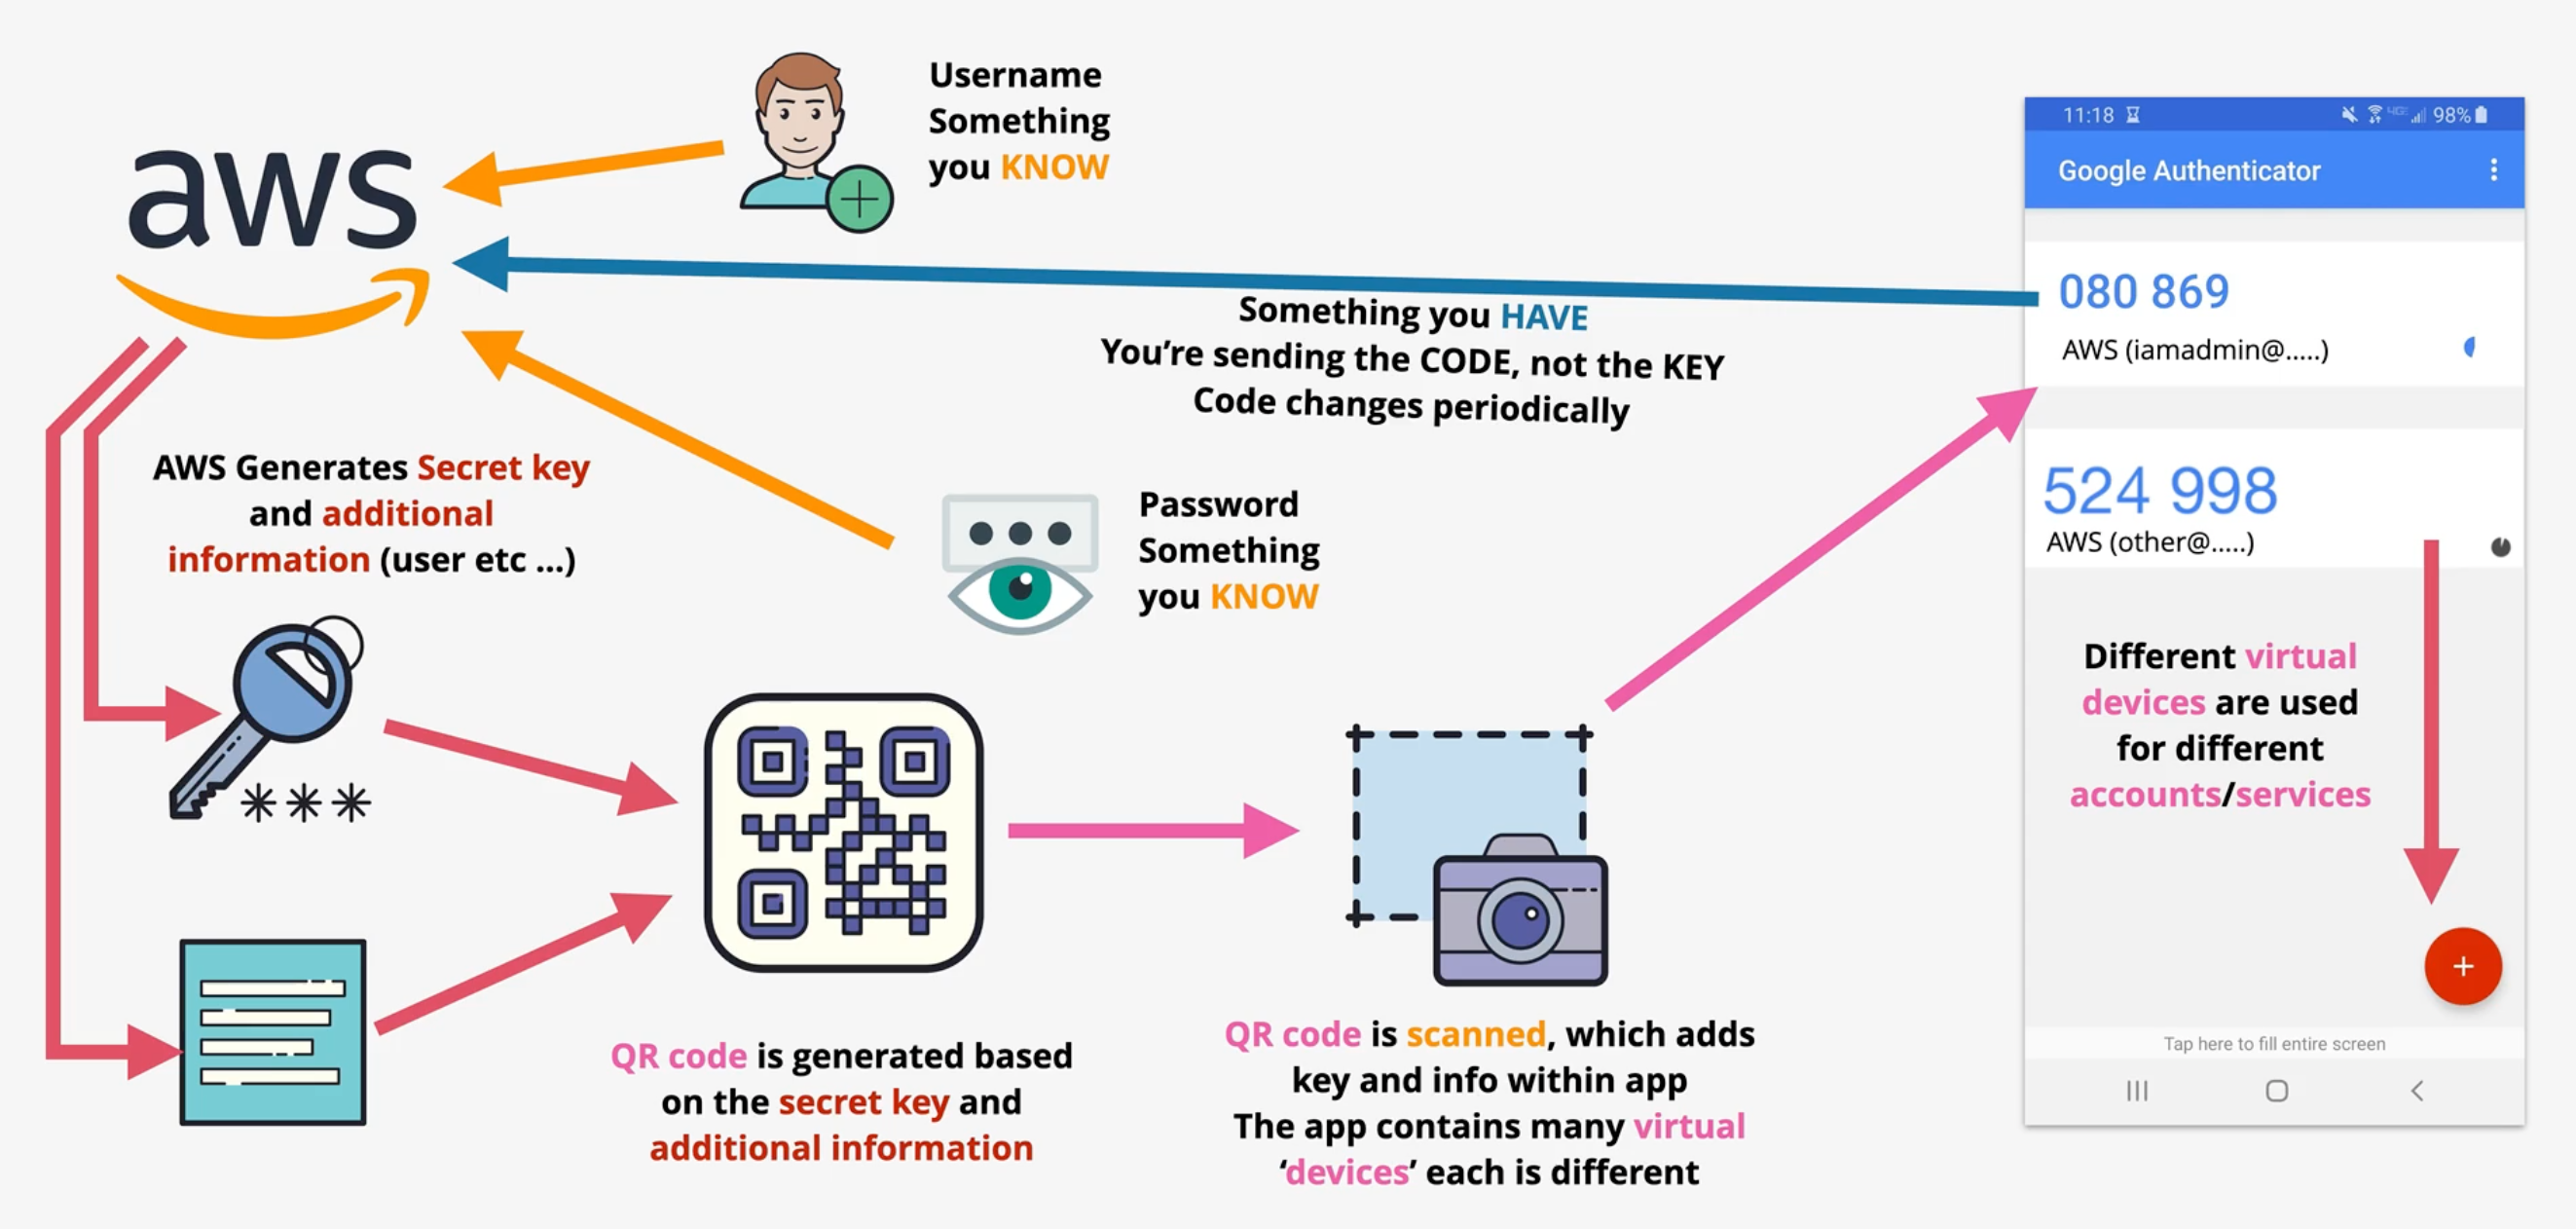 aws
Username
Something
you KNOW
Something you HAVE
You're sending the CODE, not the KEY
Code changes periodically
AWS Generates Secret key
and additional
information (user etc ...)
Password
Something
you KNOW
QR code is generated based
on the secret key and
additional information
QR code is scanned, which adds
key and info within app
The app contains many virtual
‘devices’ each is different
11:18 98%
Google Authenticator
080 869
AWS (iamadmin@.....)
524 998
AWS (other@.....)
Different virtual
devices are used
for different
accounts/services
+
Tap here to fill entire screen